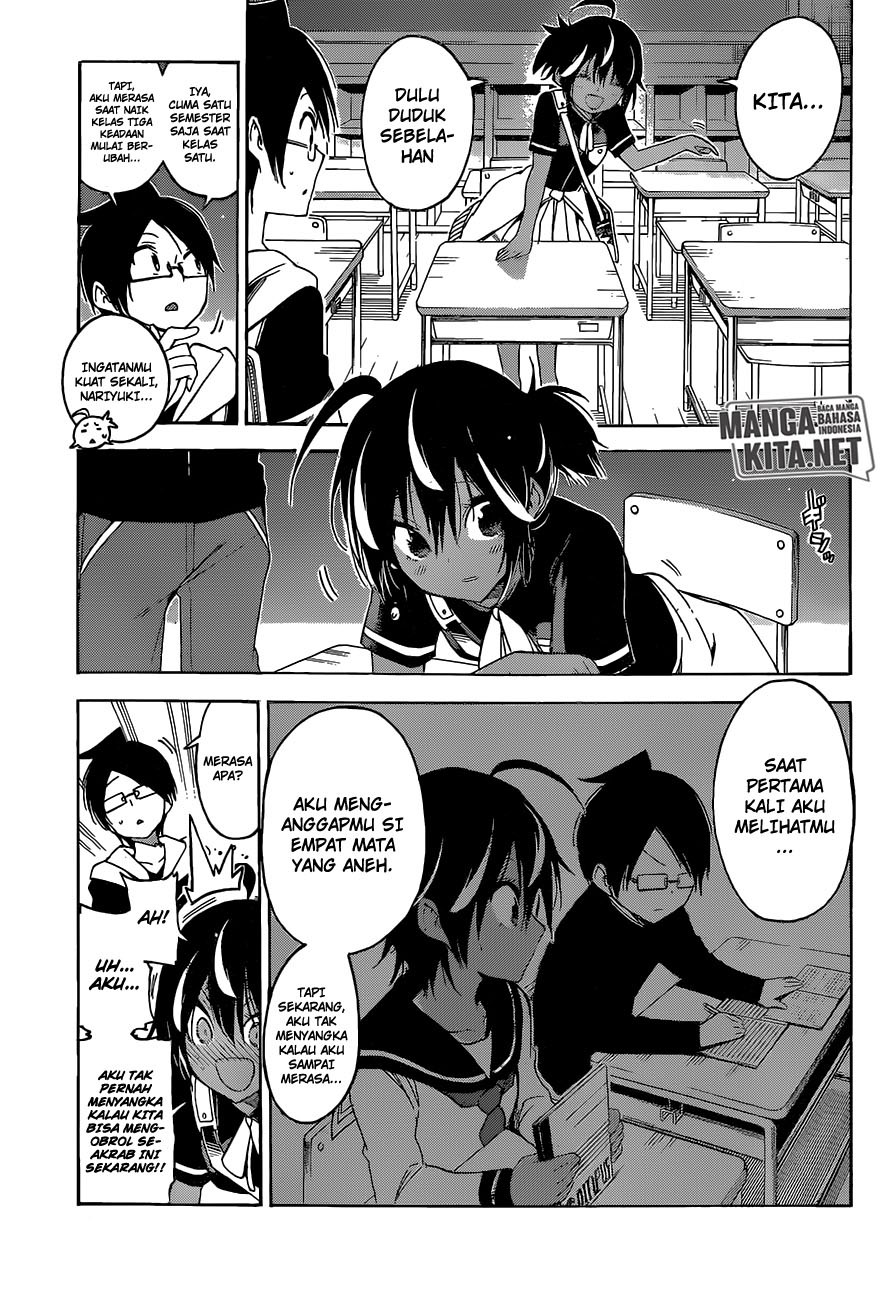 KITA...
DULU
DUDUK
SEBELA-
HAN
IYA,
CUMA SATU
SEMESTER
SAJA SAAT
KELAS
SATU.
TAPI,
AKU MERASA
SAAT NAIK
KELAS TIGA
KEADAAN
MULAI BER-
UBAH...
INGATANMU
KUAT SEKALI,
NARIYUKI...
MANGA
BACA MANGA
BAHASA
INDONESIA
KITA.NET
SAAT
PERTAMA
KALI AKU
MELIHATMU
...
AKU MENG-
ANGGAPMU SI
EMPAT MATA
YANG ANEH.
TAPI
SEKARANG,
AKU TAK
MENYANGKA
KALAU AKU
SAMPAI
MERASA...
MERASA
APA?
AH!
UH...
AKU...
AKU TAK
PERNAH
MENYANGKA
KALAU KITA
BISA MENG-
OBROL SE-
AKRAB INI
SEKARANG!!